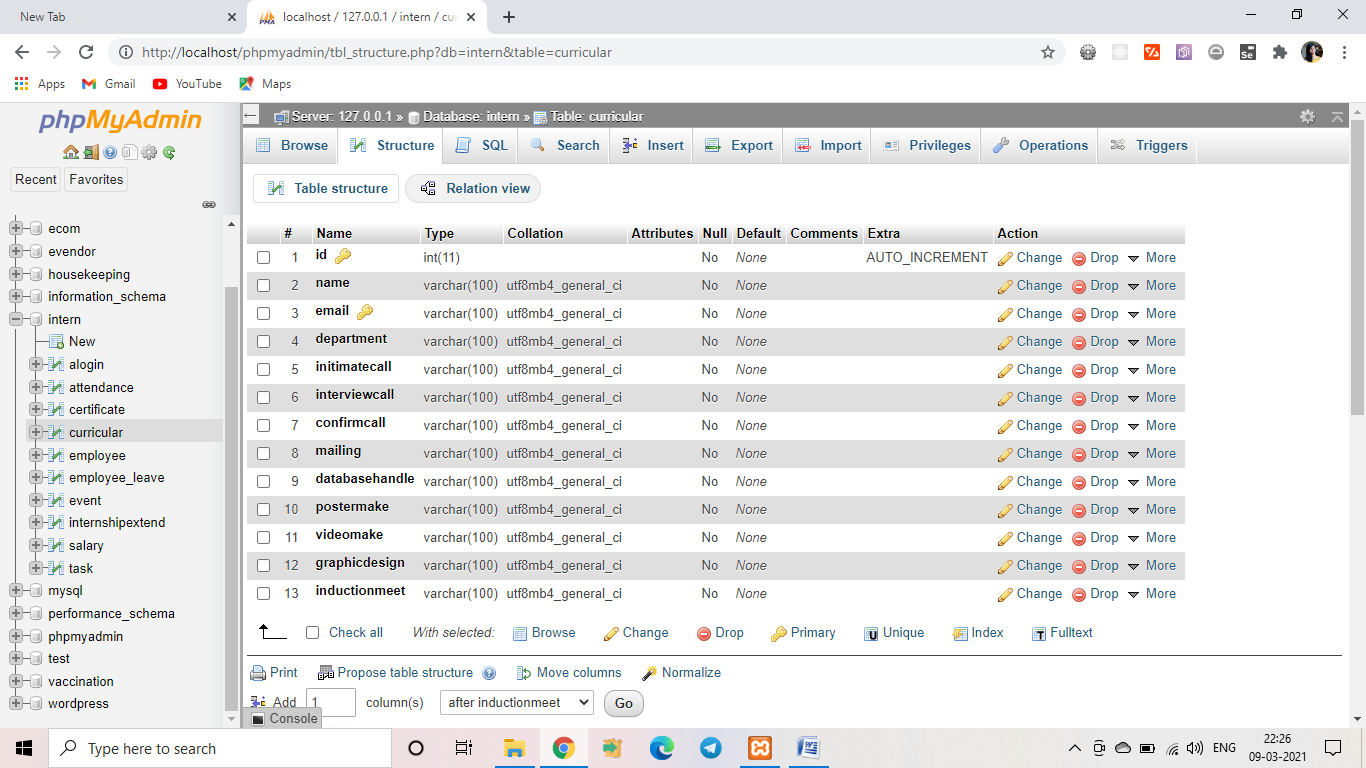 New Tab
localhost / 127.0.0.1 / intern / cu
http://localhost/phpmyadmin/tbl_structure.php?db=intern&table=curricular
Apps Gmail YouTube Maps
phpMyAdmin
Recent Favorites
ecom
evendor
housekeeping
information_schema
intern
New
alogin
attendance
certificate
curricular
employee
employee_leave
event
internshipextend
salary
task
mysql
performance_schema
phpmyadmin
test
vaccination
wordpress
Server: 127.0.0.1 » Database: intern » Table: curricular
Browse Structure SQL Search Insert Export Import Privileges Operations Triggers
Table structure Relation view
# Name Type Collation Attributes Null Default Comments Extra Action
1 id int(11) No None AUTO_INCREMENT Change Drop More
2 name varchar(100) utf8mb4_general_ci No None Change Drop More
3 email varchar(100) utf8mb4_general_ci No None Change Drop More
4 department varchar(100) utf8mb4_general_ci No None Change Drop More
5 initimatecall varchar(100) utf8mb4_general_ci No None Change Drop More
6 interviewcall varchar(100) utf8mb4_general_ci No None Change Drop More
7 confirmcall varchar(100) utf8mb4_general_ci No None Change Drop More
8 mailing varchar(100) utf8mb4_general_ci No None Change Drop More
9 databasehandle varchar(100) utf8mb4_general_ci No None Change Drop More
10 postermake varchar(100) utf8mb4_general_ci No None Change Drop More
11 videomake varchar(100) utf8mb4_general_ci No None Change Drop More
12 graphicdesign varchar(100) utf8mb4_general_ci No None Change Drop More
13 inductionmeet varchar(100) utf8mb4_general_ci No None Change Drop More
Check all With selected: Browse Change Drop Primary Unique Index Fulltext
Print Propose table structure Move columns Normalize
Add 1 column(s) after inductionmeet Go
Console
Type here to search
ENG
22:26
09-03-2021